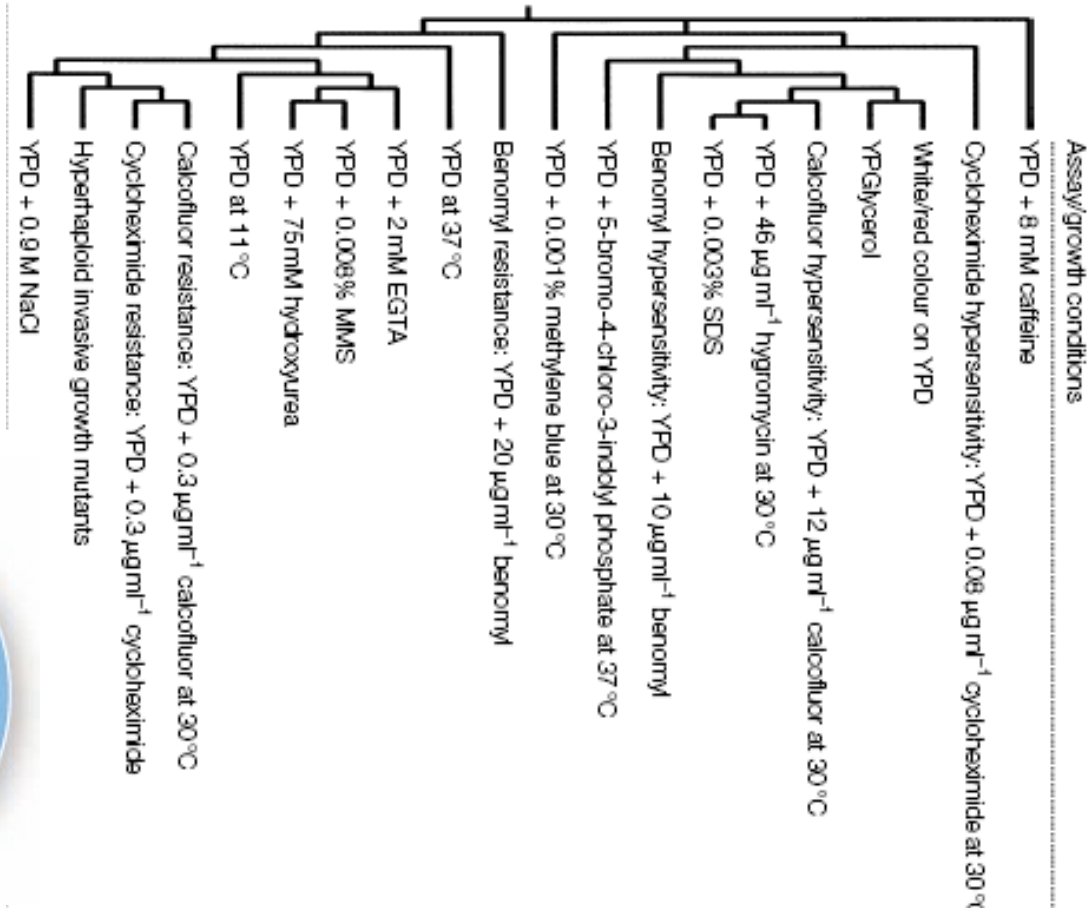 Assay/growth conditions
YPD + 8 mM caffeine
Cycloheximide hypersensitivity: YPD + 0.08 µg ml⁻¹ cycloheximide at 30 °C
White/red colour on YPD
YPGlycerol
Calcofluor hypersensitivity: YPD + 12 µg ml⁻¹ calcofluor at 30 °C
YPD + 46 µg ml⁻¹ hygromycin at 30 °C
YPD + 0.003% SDS
Benomyl hypersensitivity: YPD + 10 µg ml⁻¹ benomyl
YPD + 5-bromo-4-chloro-3-indolyl phosphate at 37 °C
YPD + 0.001% methylene blue at 30 °C
Benomyl resistance: YPD + 20 µg ml⁻¹ benomyl
YPD at 37 °C
YPD + 2 mM EGTA
YPD + 0.008% MMS
YPD + 75 mM hydroxyurea
YPD at 11 °C
Calcofluor resistance: YPD + 0.3 µg ml⁻¹ calcofluor at 30 °C
Cycloheximide resistance: YPD + 0.3 µg ml⁻¹ cycloheximide
Hyperhaploid invasive growth mutants
YPD + 0.9 M NaCl